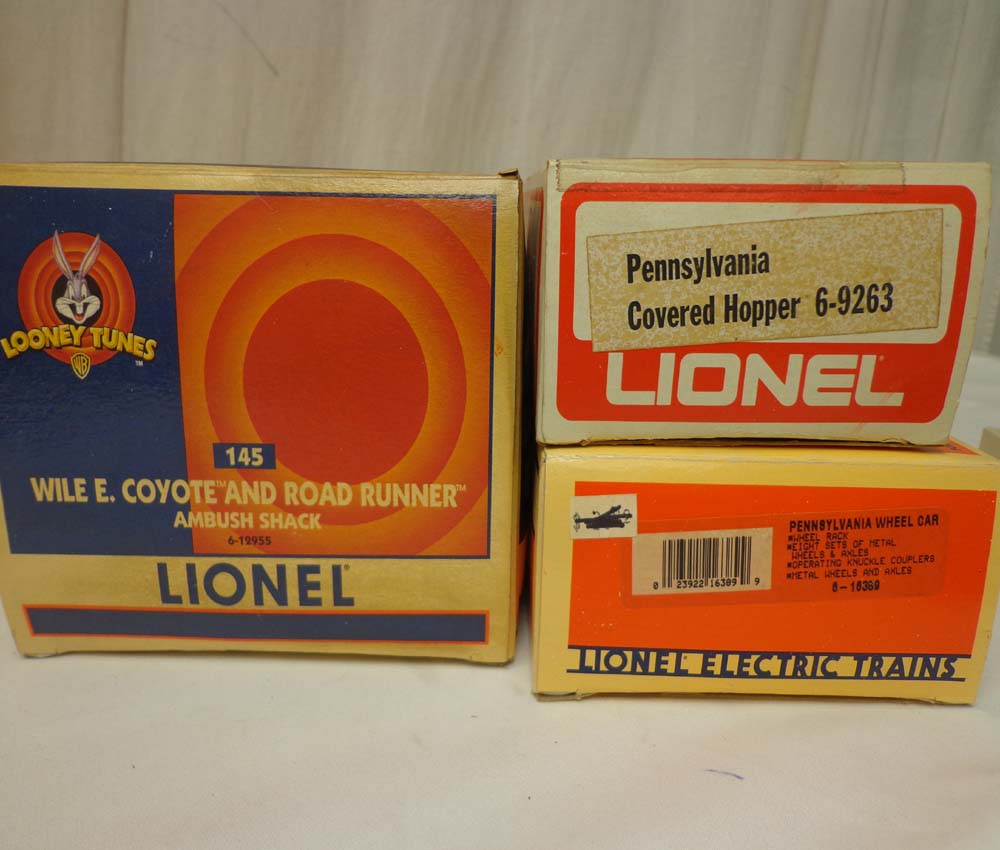 LOONEY TUNES
WB
TM
145
WILE E. COYOTE™ AND ROAD RUNNER™
AMBUSH SHACK
6-12955
LIONEL®
Pennsylvania
Covered Hopper 6-9263
LIONEL®
PENNSYLVANIA WHEEL CAR
*WHEEL RACK
*EIGHT SETS OF METAL
WHEELS & AXLES
*OPERATING KNUCKLE COUPLERS
*METAL WHEELS AND AXLES
6-16389
0 23922 16389 9
LIONEL® ELECTRIC TRAINS